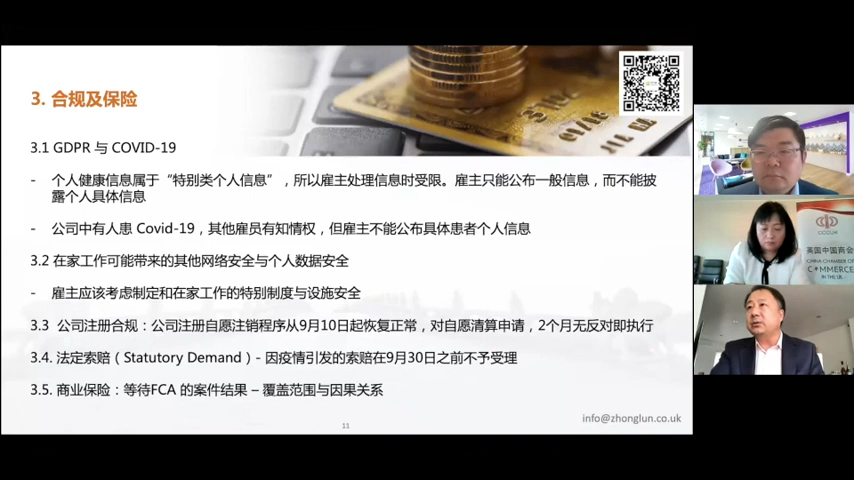 3. 合规及保险
3.1 GDPR 与 COVID-19
- 个人健康信息属于“特别类个人信息”，所以雇主处理信息时受限。雇主只能公布一般信息，而不能披
露个人具体信息
- 公司中有人患 Covid-19，其他雇员有知情权，但雇主不能公布具体患者个人信息
3.2 在家工作可能带来的其他网络安全与个人数据安全
- 雇主应该考虑制定和在家工作的特别制度与设施安全
3.3 公司注册合规：公司注册自愿注销程序从9月10日起恢复正常，对自愿清算申请，2个月无反对即执行
3.4. 法定索赔（Statutory Demand）- 因疫情引发的索赔在9月30日之前不予受理
3.5. 商业保险：等待FCA 的案件结果 – 覆盖范围与因果关系
info@zhonglun.co.uk
11
CCCUK
英国中国商会
CHINA CHAMBER OF
COMMERCE
IN THE UK